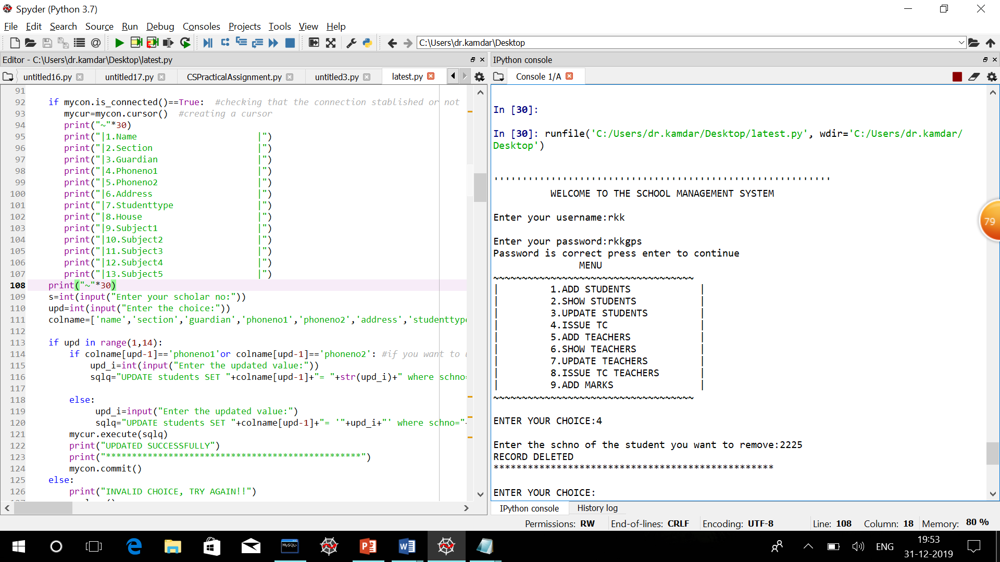 Spyder (Python 3.7)
File Edit Search Source Run Debug Consoles Projects Tools View Help
C:\Users\dr.kamdar\Desktop
Editor - C:\Users\dr.kamdar\Desktop\latest.py
untitled16.py untitled17.py CSPracticalAssignment.py untitled3.py latest.py
91
92 if mycon.is_connected()==True: #checking that the connection stablished or not
93 mycur=mycon.cursor() #creating a cursor
94 print("~"*30)
95 print("|1.Name |")
96 print("|2.Section |")
97 print("|3.Guardian |")
98 print("|4.Phoneno1 |")
99 print("|5.Phoneno2 |")
100 print("|6.Address |")
101 print("|7.Studenttype |")
102 print("|8.House |")
103 print("|9.Subject1 |")
104 print("|10.Subject2 |")
105 print("|11.Subject3 |")
106 print("|12.Subject4 |")
107 print("|13.Subject5 |")
108 print("~"*30)
109 s=int(input("Enter your scholar no:"))
110 upd=int(input("Enter the choice:"))
111 colname=['name','section','guardian','phoneno1','phoneno2','address','studenttype
112
113 if upd in range(1,14):
114 if colname[upd-1]=='phoneno1'or colname[upd-1]=='phoneno2': #if you want to
115 upd_i=int(input("Enter the updated value:"))
116 sqlq="UPDATE students SET "+colname[upd-1]+"= "+str(upd_i)+" where schno=
117
118 else:
119 upd_i=input("Enter the updated value:")
120 sqlq="UPDATE students SET "+colname[upd-1]+"= '"+upd_i+"' where schno="
121 mycur.execute(sqlq)
122 print("UPDATED SUCCESSFULLY")
123 print("*************************************************")
124 mycon.commit()
125 else:
126 print("INVALID CHOICE, TRY AGAIN!!")
IPython console
Console 1/A
In [30]:
In [30]: runfile('C:/Users/dr.kamdar/Desktop/latest.py', wdir='C:/Users/dr.kamdar/
Desktop')
'''''''''''''''''''''''''''''''''''''''''''''''''''''''''''
WELCOME TO THE SCHOOL MANAGEMENT SYSTEM
Enter your username:rkk
Enter your password:rkkgps
Password is correct press enter to continue
MENU
~~~~~~~~~~~~~~~~~~~~~~~~~~~~~~~~~~~
| 1.ADD STUDENTS |
| 2.SHOW STUDENTS |
| 3.UPDATE STUDENTS |
| 4.ISSUE TC |
| 5.ADD TEACHERS |
| 6.SHOW TEACHERS |
| 7.UPDATE TEACHERS |
| 8.ISSUE TC TEACHERS |
| 9.ADD MARKS |
~~~~~~~~~~~~~~~~~~~~~~~~~~~~~~~~~~~
ENTER YOUR CHOICE:4
Enter the schno of the student you want to remove:2225
RECORD DELETED
*************************************************
ENTER YOUR CHOICE:
IPython console History log
79
Permissions: RW End-of-lines: CRLF Encoding: UTF-8 Line: 108 Column: 18 Memory: 80 %
MySQL
ENG
19:53
31-12-2019